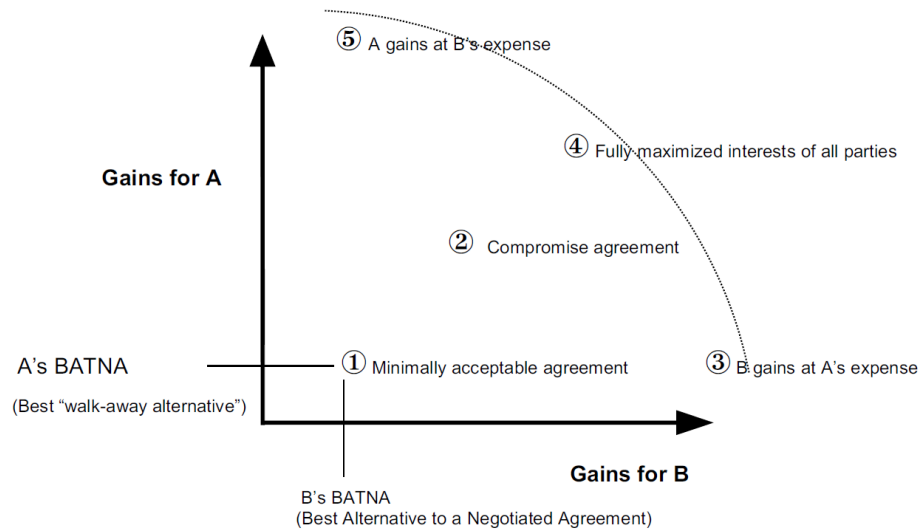 ⑤ A gains at B's expense
④ Fully maximized interests of all parties
Gains for A
② Compromise agreement
A's BATNA
(Best “walk-away alternative”)
① Minimally acceptable agreement
③ B gains at A's expense
Gains for B
B's BATNA
(Best Alternative to a Negotiated Agreement)